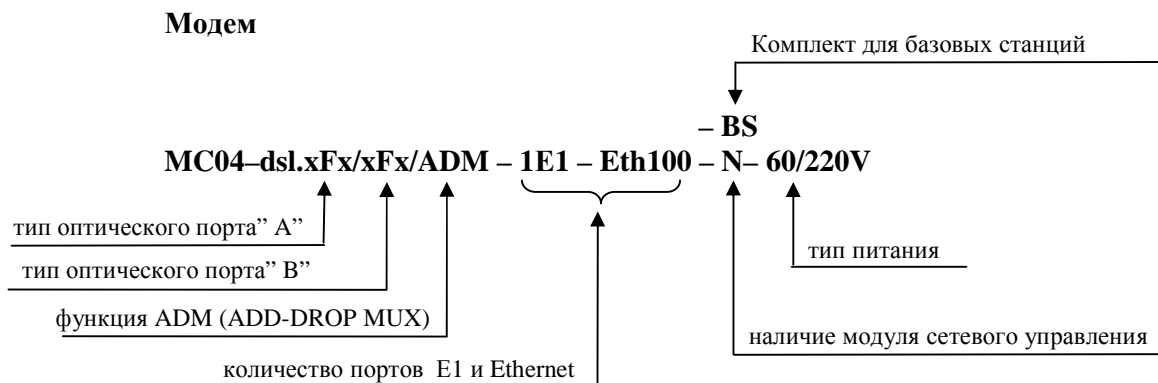 Модем
Комплект для базовых станций
– BS
MC04–dsl.xFx/xFx/ADM – 1E1 – Eth100 – N– 60/220V
тип оптического порта” А”
тип питания
тип оптического порта” В”
функция ADM (ADD-DROP MUX)
наличие модуля сетевого управления
количество портов E1 и Ethernet